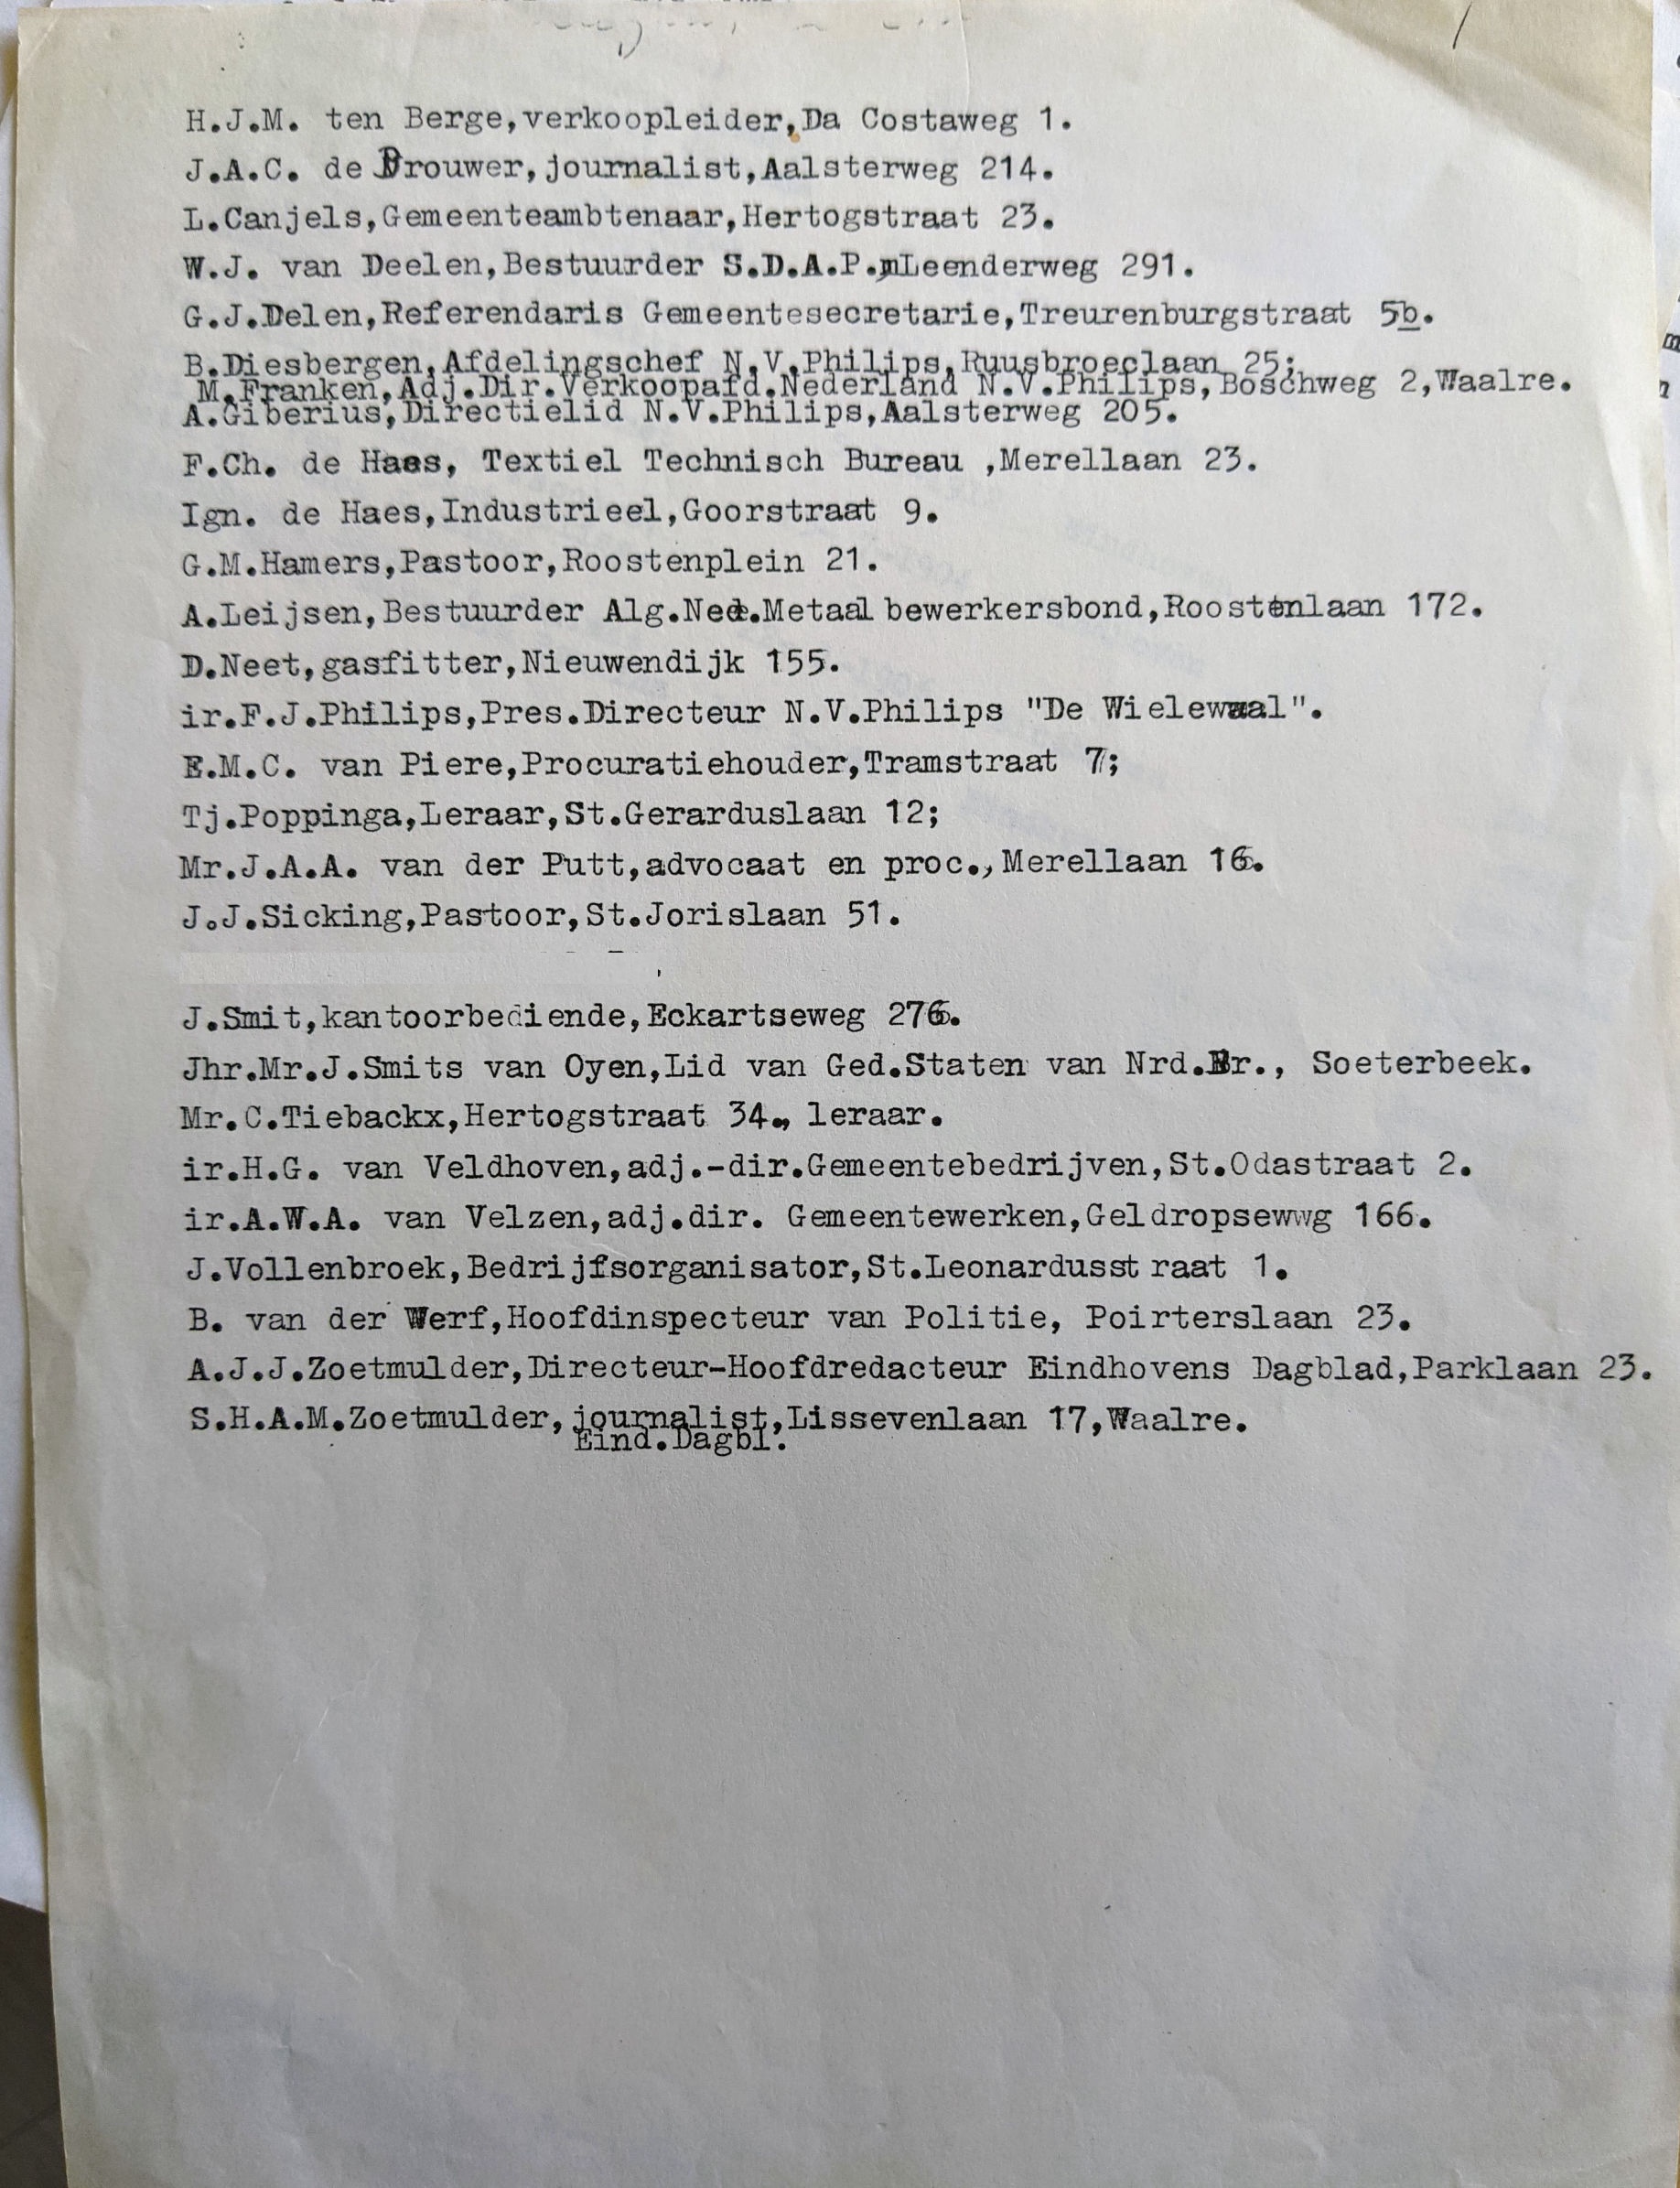 H.J.M. ten Berge,verkoopleider,Da Costaweg 1.
J.A.C. de Brouwer,journalist,Aalsterweg 214.
L.Canjels,Gemeenteambtenaar,Hertogstraat 23.
W.J. van Deelen,Bestuurder S.D.A.P.,Leenderweg 291.
G.J.Delen,Referendaris Gemeentesecretarie,Treurenburgstraat 5b.
B.Diesbergen,Afdelingschef N.V.Philips,Ruusbroeclaan 25;
M.Franken,Adj.Dir.Verkoopafd.Nederland N.V.Philips,Boschweg 2,Waalre.
A.Giberius,Directielid N.V.Philips,Aalsterweg 205.
F.Ch. de Haes, Textiel Technisch Bureau ,Merellaan 23.
Ign. de Haes,Industrieel,Goorstraat 9.
G.M.Hamers,Pastoor,Roostenplein 21.
A.Leijsen,Bestuurder Alg.Ned.Metaal bewerkersbond,Roostenlaan 172.
D.Neet,gasfitter,Nieuwendijk 155.
ir.F.J.Philips,Pres.Directeur N.V.Philips "De Wielewaal".
E.M.C. van Piere,Procuratiehouder,Tramstraat 7;
Tj.Poppinga,Leraar,St.Gerarduslaan 12;
Mr.J.A.A. van der Putt,advocaat en proc.,Merellaan 16.
J.J.Sicking,Pastoor,St.Jorislaan 51.
J.Smit,kantoorbediende,Eckartseweg 276.
Jhr.Mr.J.Smits van Oyen,Lid van Ged.Staten van Nrd.Br., Soeterbeek.
Mr.C.Tiebackx,Hertogstraat 34., leraar.
ir.H.G. van Veldhoven,adj.-dir.Gemeentebedrijven,St.Odastraat 2.
ir.A.W.A. van Velzen,adj.dir. Gemeentewerken,Geldropsewwg 166.
J.Vollenbroek,Bedrijfsorganisator,St.Leonardusst raat 1.
B. van der Werf,Hoofdinspecteur van Politie, Poirterslaan 23.
A.J.J.Zoetmulder,Directeur-Hoofdredacteur Eindhovens Dagblad,Parklaan 23.
S.H.A.M.Zoetmulder,journalist,Lissevenlaan 17,Waalre.
Eind.Dagbl.